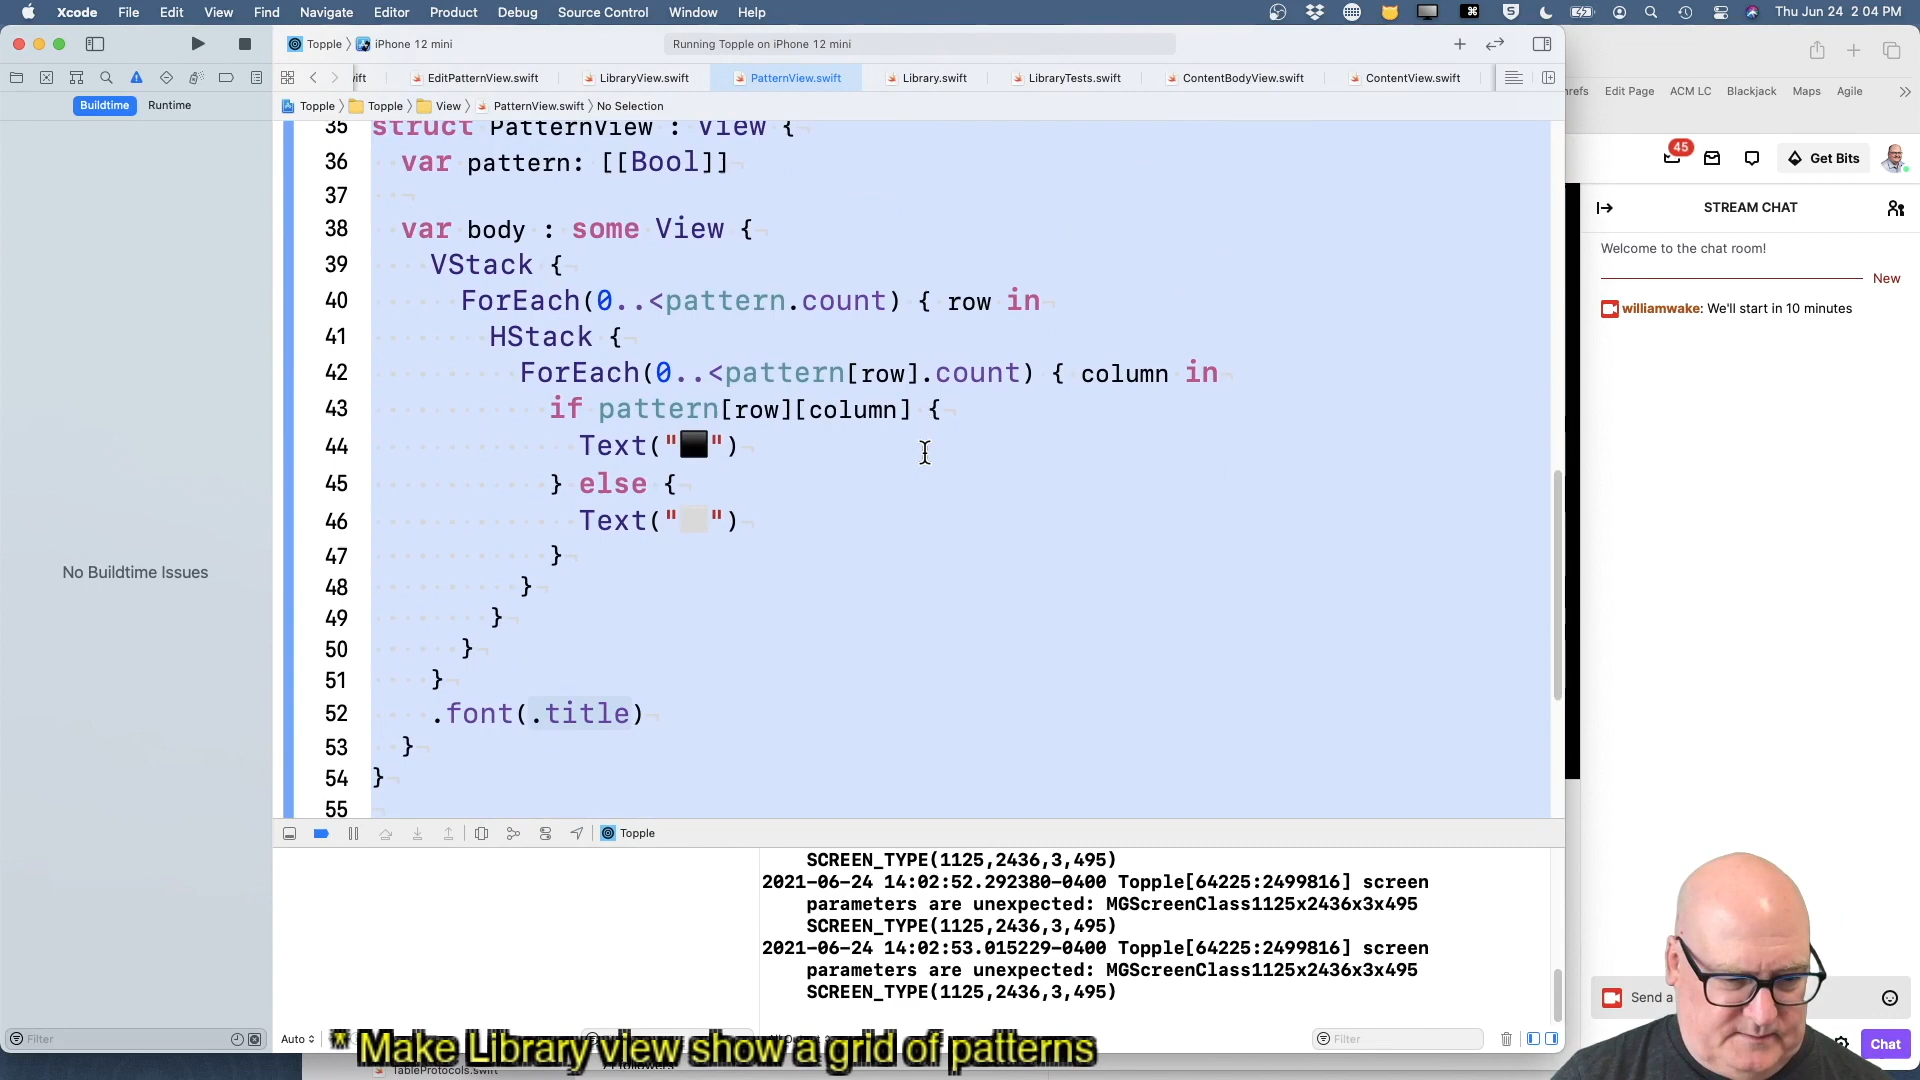 Xcode File Edit View Find Navigate Editor Product Debug Source Control Window Help Thu Jun 24 2:04 PM
Topple iPhone 12 mini Running Topple on iPhone 12 mini
ift EditPatternView.swift LibraryView.swift PatternView.swift Library.swift LibraryTests.swift ContentBodyView.swift ContentView.swift
Buildtime Runtime
Topple Topple View PatternView.swift No Selection
No Buildtime Issues
35 struct PatternView : View {
36 var pattern: [[Bool]]
37
38 var body : some View {
39 VStack {
40 ForEach(0..<pattern.count) { row in
41 HStack {
42 ForEach(0..<pattern[row].count) { column in
43 if pattern[row][column] {
44 Text("⬛")
45 } else {
46 Text("⬜")
47 }
48 }
49 }
50 }
51 }
52 .font(.title)
53 }
54 }
55
Topple
SCREEN_TYPE(1125,2436,3,495)
2021-06-24 14:02:52.292380-0400 Topple[64225:2499816] screen
parameters are unexpected: MGScreenClass1125x2436x3x495
SCREEN_TYPE(1125,2436,3,495)
2021-06-24 14:02:53.015229-0400 Topple[64225:2499816] screen
parameters are unexpected: MGScreenClass1125x2436x3x495
SCREEN_TYPE(1125,2436,3,495)
Filter Auto Filter
* Make Library view show a grid of patterns
TableProtocols.swift
refs Edit Page ACM LC Blackjack Maps Agile
45 Get Bits
STREAM CHAT
Welcome to the chat room!
New
williamwake: We'll start in 10 minutes
Send a
Chat